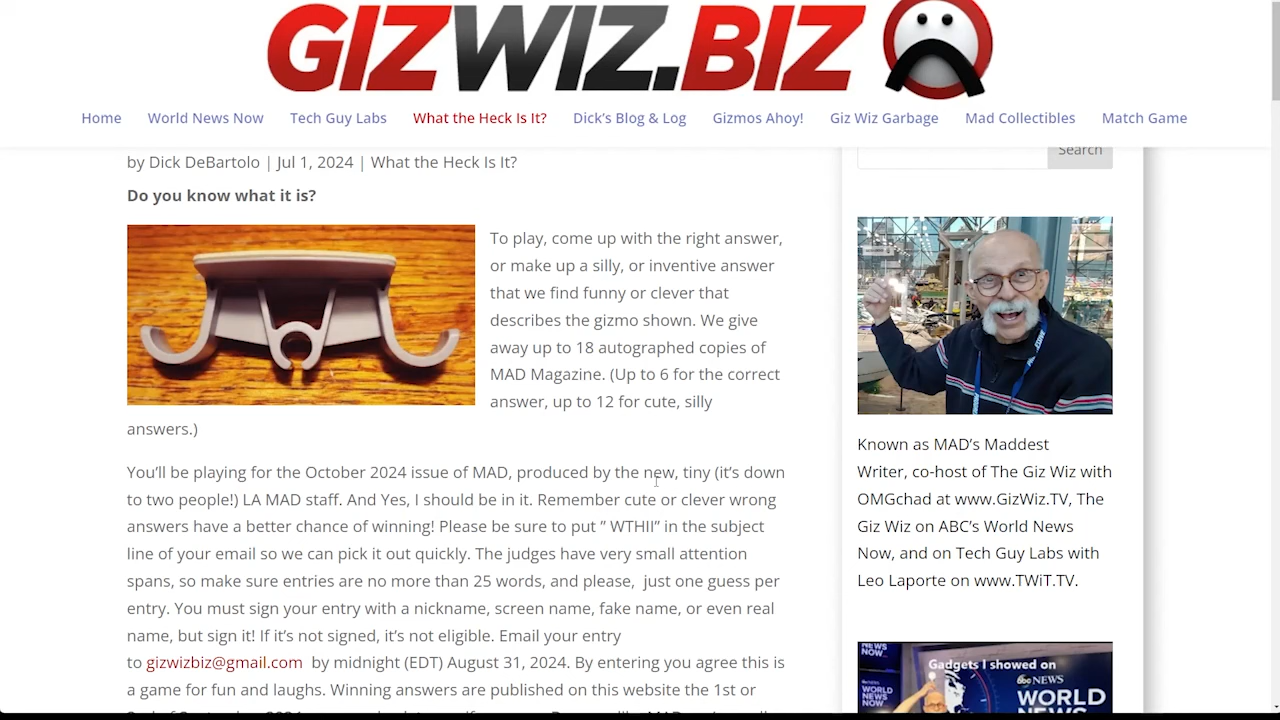 GIZWIZ.BIZ
Home World News Now Tech Guy Labs What the Heck Is It? Dick's Blog & Log Gizmos Ahoy! Giz Wiz Garbage Mad Collectibles Match Game
by Dick DeBartolo | Jul 1, 2024 | What the Heck Is It?
Do you know what it is?
To play, come up with the right answer,
or make up a silly, or inventive answer
that we find funny or clever that
describes the gizmo shown. We give
away up to 18 autographed copies of
MAD Magazine. (Up to 6 for the correct
answer, up to 12 for cute, silly
answers.)
You'll be playing for the October 2024 issue of MAD, produced by the new, tiny (it's down
to two people!) LA MAD staff. And Yes, I should be in it. Remember cute or clever wrong
answers have a better chance of winning! Please be sure to put " WTHII" in the subject
line of your email so we can pick it out quickly. The judges have very small attention
spans, so make sure entries are no more than 25 words, and please, just one guess per
entry. You must sign your entry with a nickname, screen name, fake name, or even real
name, but sign it! If it's not signed, it's not eligible. Email your entry
to gizwiz.biz@gmail.com by midnight (EDT) August 31, 2024. By entering you agree this is
a game for fun and laughs. Winning answers are published on this website the 1st or
Search
Known as MAD's Maddest
Writer, co-host of The Giz Wiz with
OMGchad at www.GizWiz.TV, The
Giz Wiz on ABC's World News
Now, and on Tech Guy Labs with
Leo Laporte on www.TWiT.TV.
Gadgets I showed on
abc NEWS
WORLD
NEWS
NOW
WORLD
NEWS